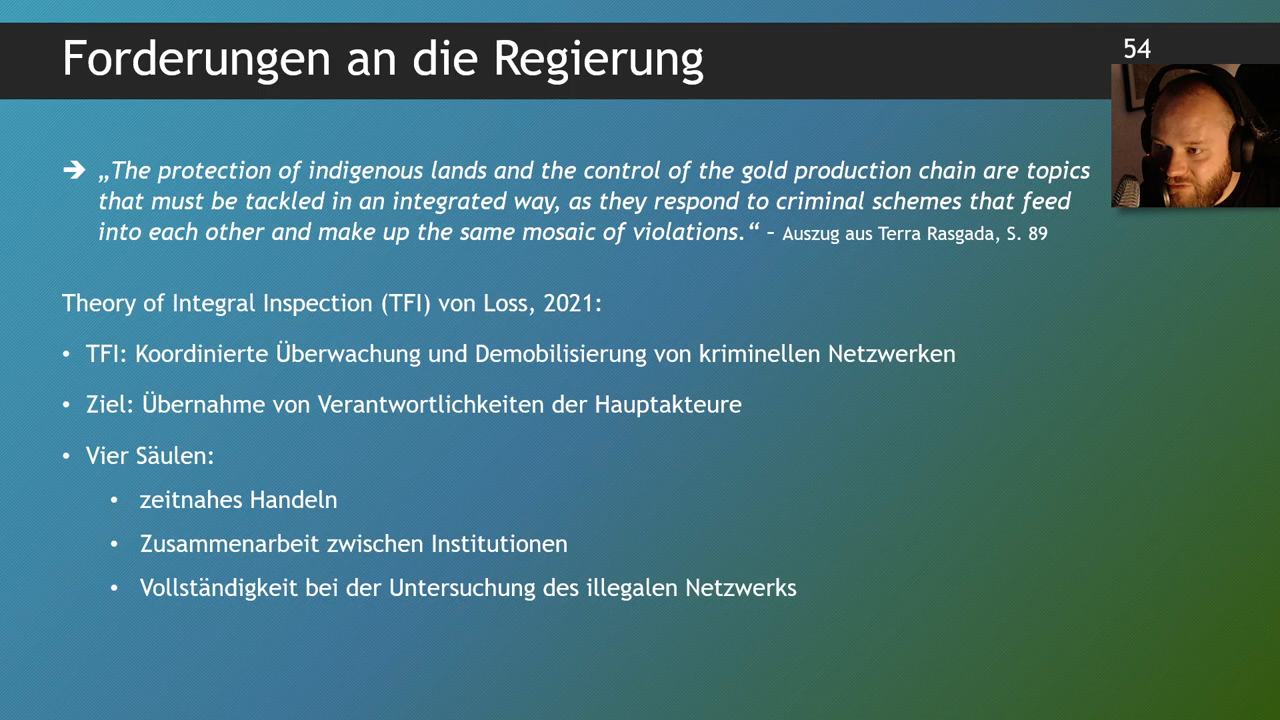 Forderungen an die Regierung
54
➔ „The protection of indigenous lands and the control of the gold production chain are topics
that must be tackled in an integrated way, as they respond to criminal schemes that feed
into each other and make up the same mosaic of violations.“ – Auszug aus Terra Rasgada, S. 89
Theory of Integral Inspection (TFI) von Loss, 2021:
• TFI: Koordinierte Überwachung und Demobilisierung von kriminellen Netzwerken
• Ziel: Übernahme von Verantwortlichkeiten der Hauptakteure
• Vier Säulen:
• zeitnahes Handeln
• Zusammenarbeit zwischen Institutionen
• Vollständigkeit bei der Untersuchung des illegalen Netzwerks